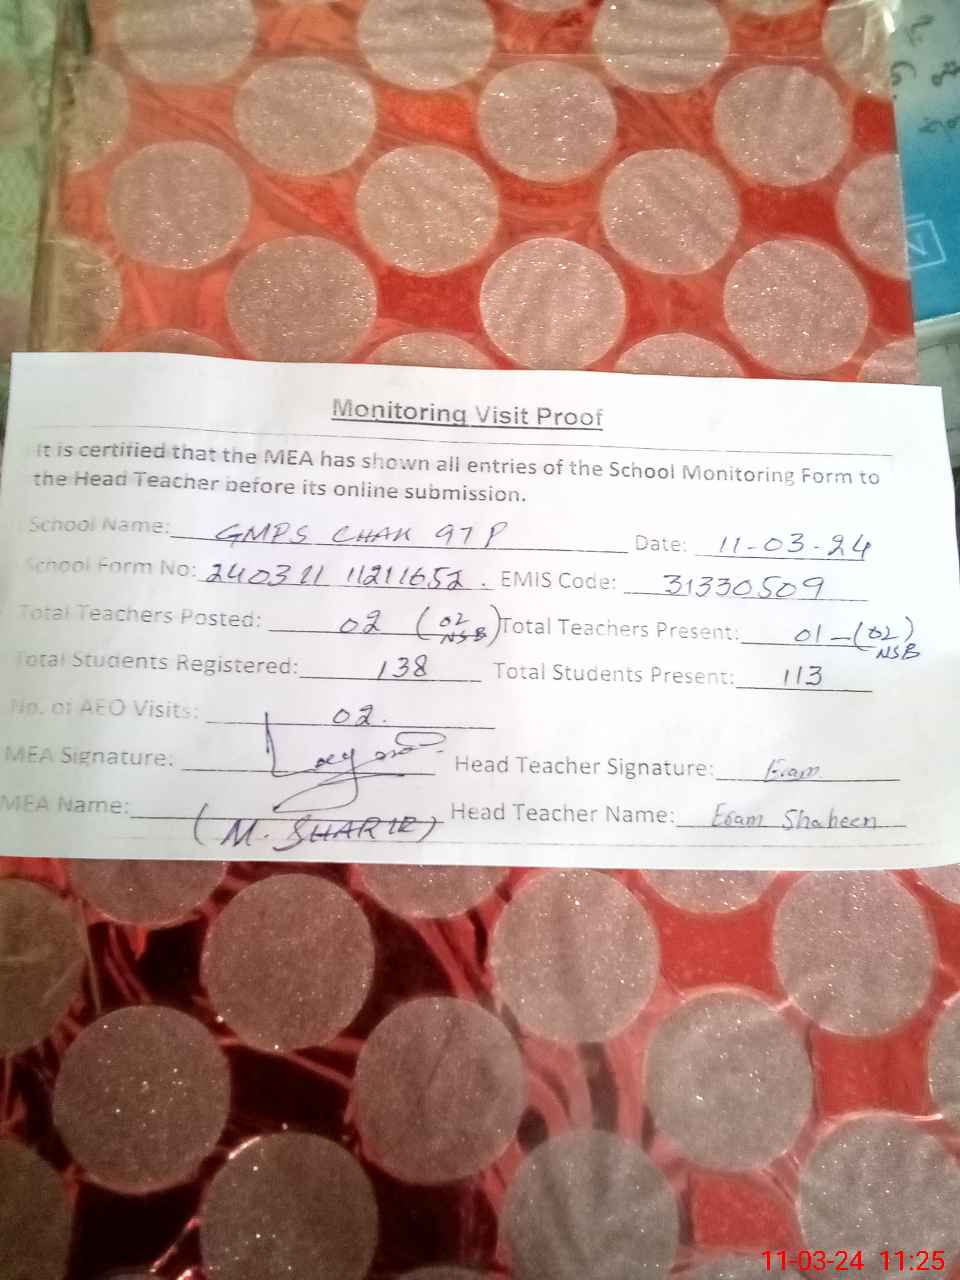 Monitoring Visit Proof
It is certified that the MEA has shown all entries of the School Monitoring Form to
the Head Teacher before its online submission.
School Name: GMPS CHAK 97 P Date: 11-03-24
School Form No: 240311 11211652. EMIS Code: 31330509
Total Teachers Posted: 02 (02 NSB) Total Teachers Present: 01-(02 NSB)
Total Students Registered: 138 Total Students Present: 113
No. of AEO Visits: 02.
MEA Signature: Head Teacher Signature:
MEA Name: (M. SHARIF) Head Teacher Name: Shaheen
11-03-24 11:25